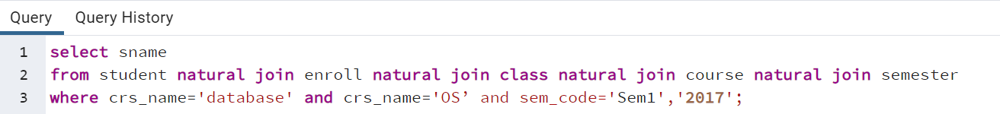 Query Query History
1 select sname
2 from student natural join enroll natural join class natural join course natural join semester
3 where crs_name='database' and crs_name='OS’ and sem_code='Sem1','2017';